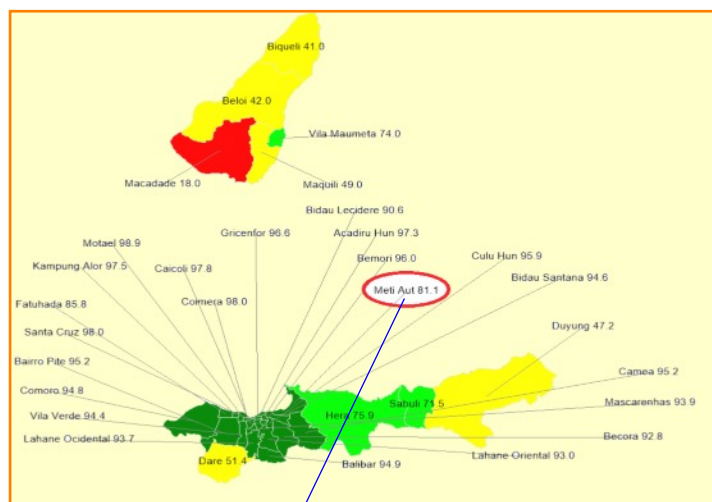 Biqueli 41.0
Beloi 42.0
Vila Maumeta 74.0
Macadade 18.0
Maquili 49.0
Bidau Lecidere 90.6
Gricenfor 96.6
Acadiru Hun 97.3
Motael 98.9
Bemori 96.0
Culu Hun 95.9
Kampung Alor 97.5
Caicoli 97.8
Bidau Santana 94.6
Meti Aut 81.1
Fatuhada 85.8
Comeca 98.0
Duyung 47.2
Santa Cruz 98.0
Bairro Pite 95.2
Camea 95.2
Comoro 94.8
Sabuli 71.5
Mascarenhas 93.9
Vila Verde 94.4
Hera 75.9
Becora 92.8
Lahane Ocidental 93.7
Lahane Oriental 93.0
Dare 51.4
Balibar 94.9